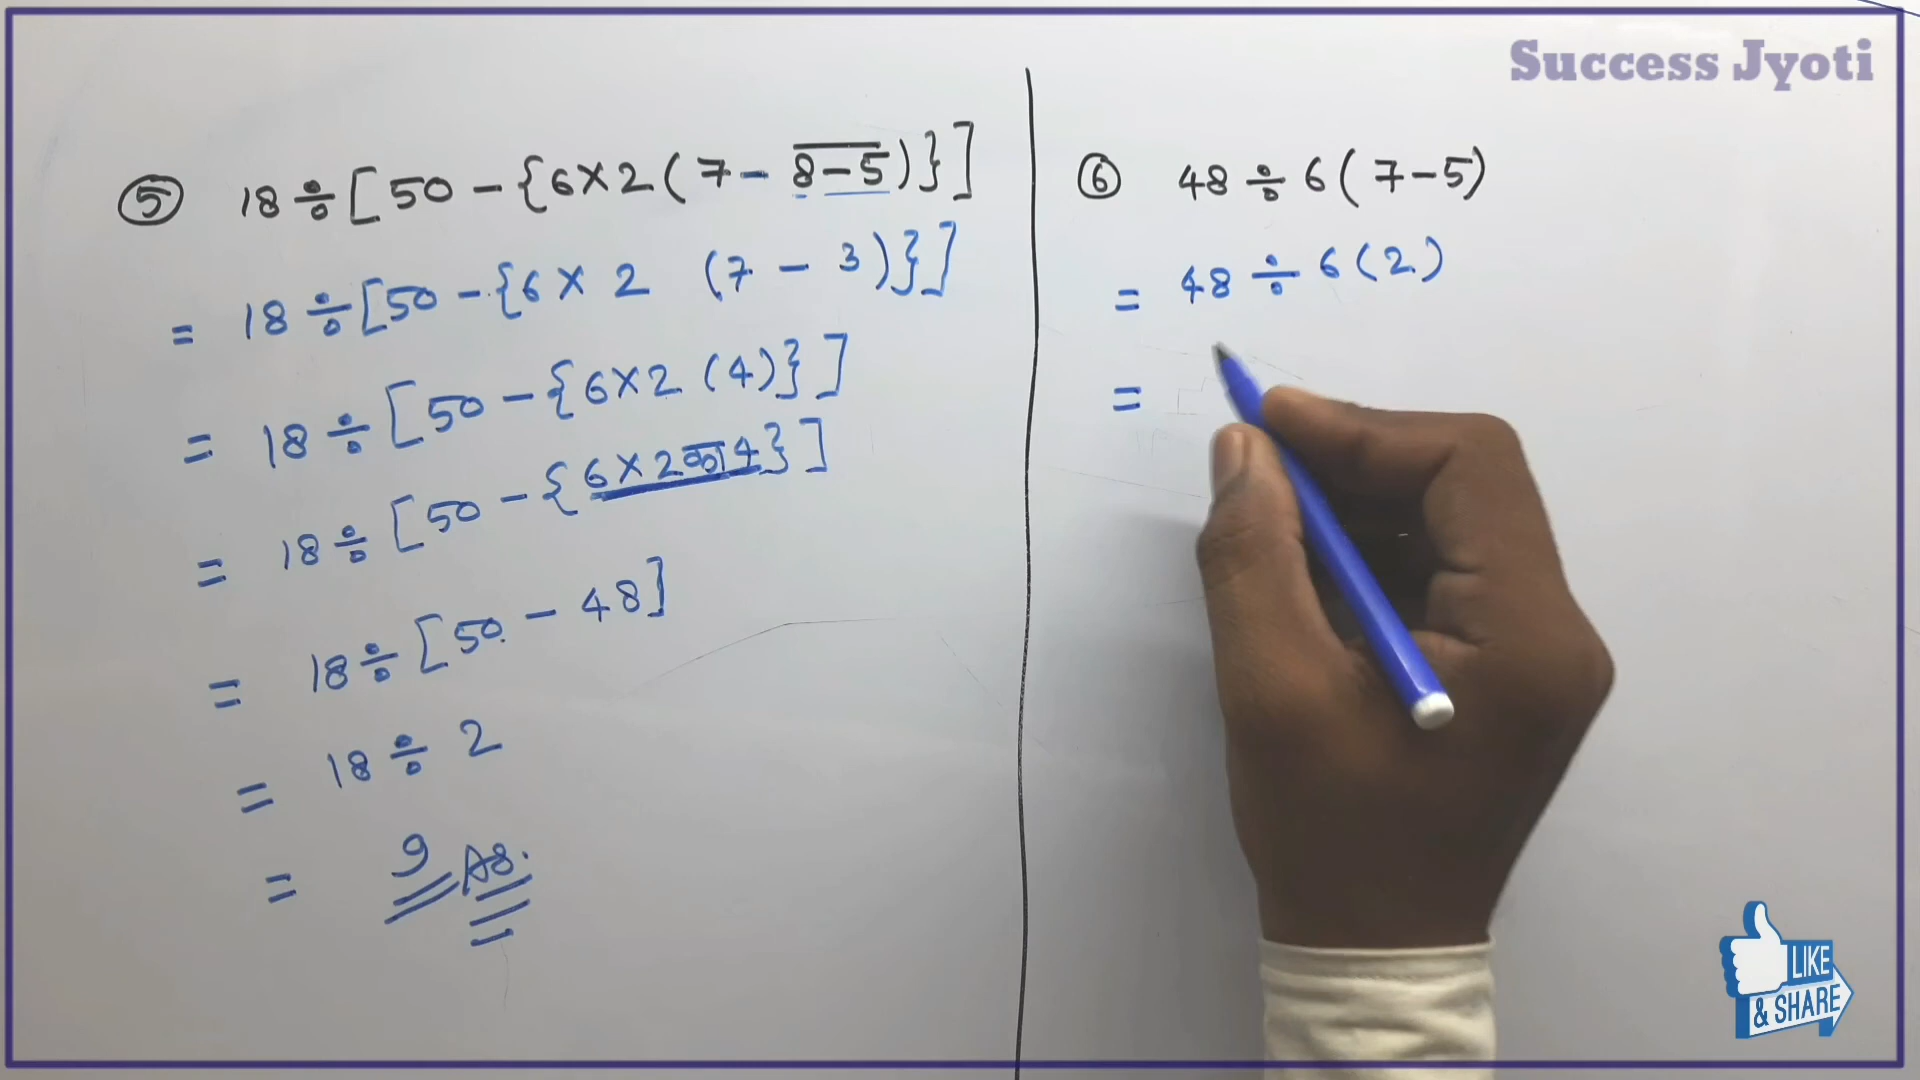 Success Jyoti
⑤ 18÷[50-{6×2(7-8-5)}]
= 18÷[50-{6×2 (7-3)}]
= 18÷[50-{6×2(4)}]
= 18÷[50-{6×2का4}]
= 18÷[50-48]
= 18÷2
= 9 As.
⑥ 48÷6(7-5)
= 48÷6(2)
=
LIKE
& SHARE